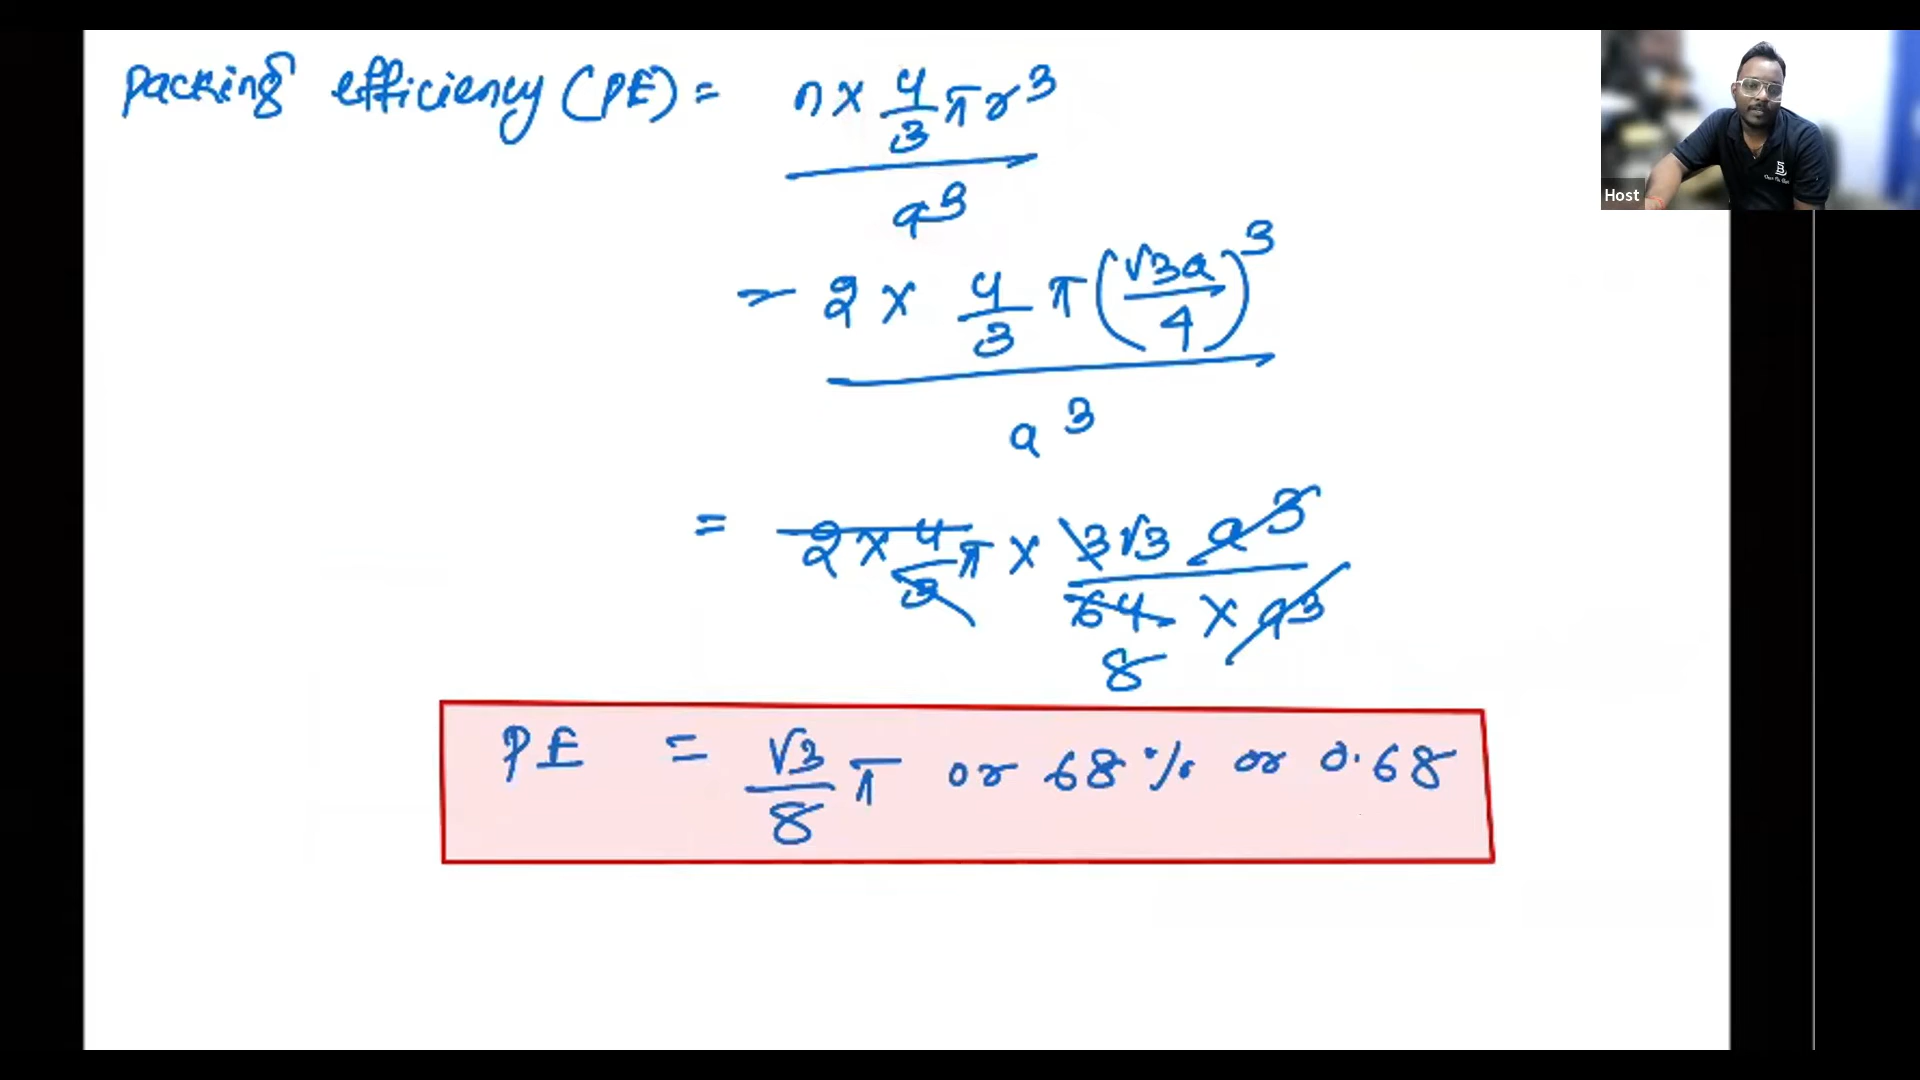 Packing efficiency (PE) = n × 4/3 π r³ / a³
= 2 × 4/3 π (√3a/4)³ / a³
= 2 × 4/3 π × 3√3 a³ / 64 × a³
8
PE = √3/8 π or 68% or 0.68
Host